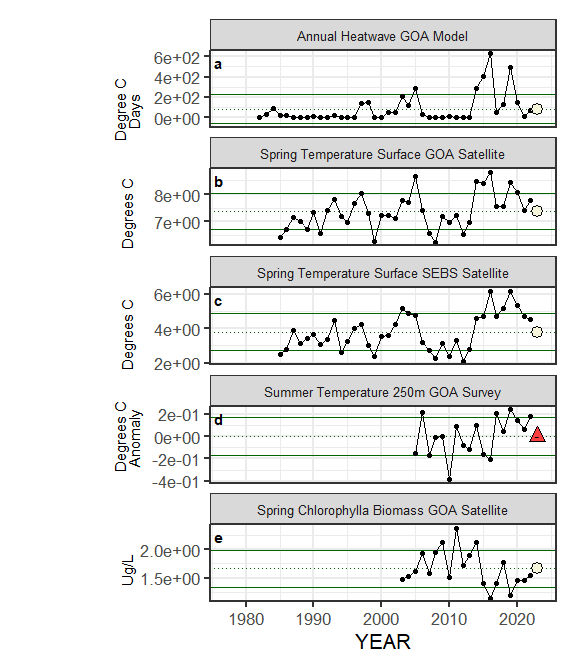 Annual Heatwave GOA Model
a
6e+02
4e+02
2e+02
0e+00
Degree C
Days
Spring Temperature Surface GOA Satellite
b
8e+00
7e+00
Degrees C
Spring Temperature Surface SEBS Satellite
c
6e+00
4e+00
2e+00
Degrees C
Summer Temperature 250m GOA Survey
d
2e-01
0e+00
-2e-01
-4e-01
Degrees C
Anomaly
-
Spring Chlorophylla Biomass GOA Satellite
e
2.0e+00
1.5e+00
Ug/L
1980 1990 2000 2010 2020
YEAR